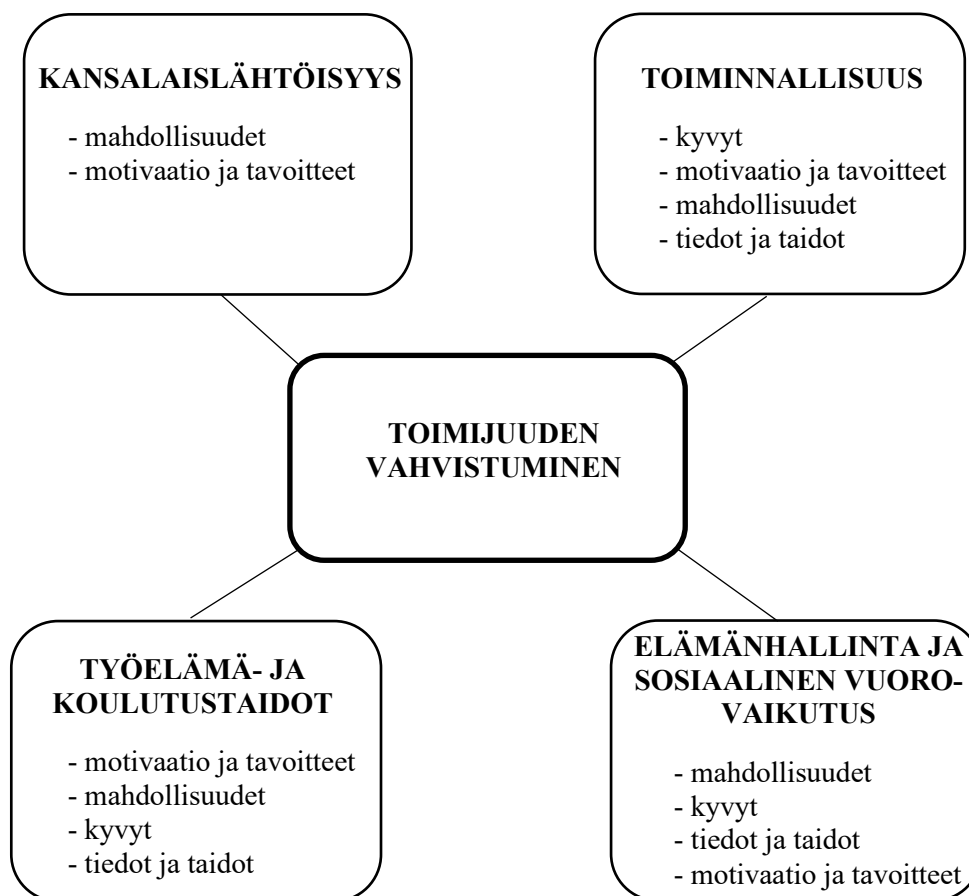 KANSALAISLÄHTÖISYYS
- mahdollisuudet
- motivaatio ja tavoitteet
TOIMINNALLISUUS
- kyvyt
- motivaatio ja tavoitteet
- mahdollisuudet
- tiedot ja taidot
TOIMIJUUDEN
VAHVISTUMINEN
TYÖELÄMÄ- JA
KOULUTUSTAIDOT
- motivaatio ja tavoitteet
- mahdollisuudet
- kyvyt
- tiedot ja taidot
ELÄMÄNHALLINTA JA
SOSIAALINEN VUORO-
VAIKUTUS
- mahdollisuudet
- kyvyt
- tiedot ja taidot
- motivaatio ja tavoitteet